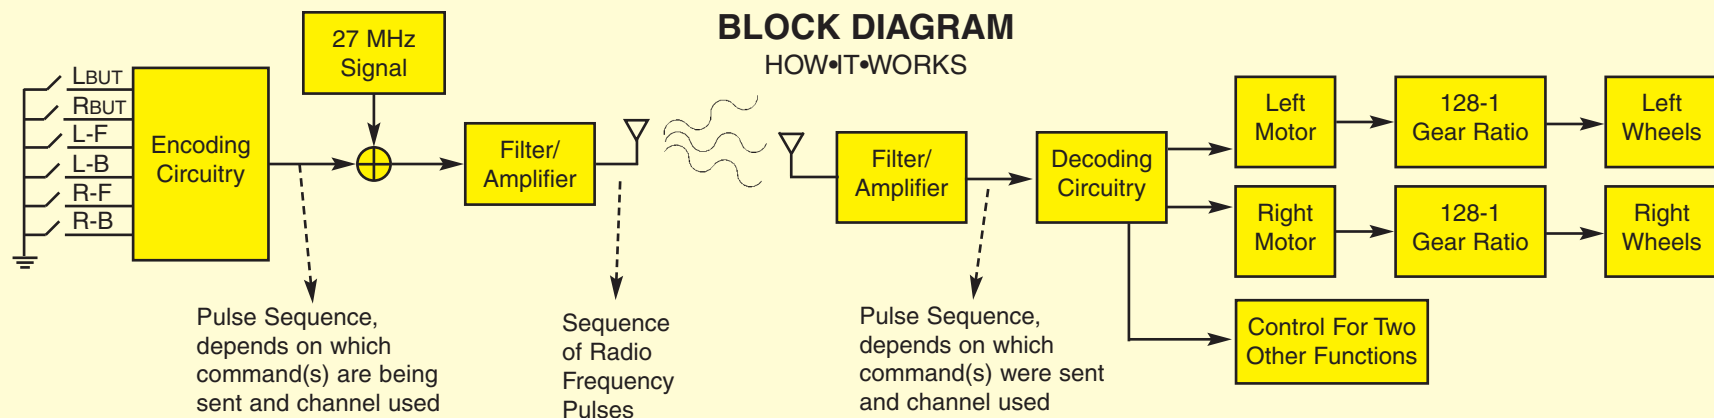 BLOCK DIAGRAM
HOW•IT•WORKS
LBUT
RBUT
L-F
L-B
R-F
R-B
Encoding
Circuitry
27 MHz
Signal
Filter/
Amplifier
Filter/
Amplifier
Decoding
Circuitry
Left
Motor
128-1
Gear Ratio
Left
Wheels
Right
Motor
128-1
Gear Ratio
Right
Wheels
Control For Two
Other Functions
Pulse Sequence,
depends on which
command(s) are being
sent and channel used
Sequence
of Radio
Frequency
Pulses
Pulse Sequence,
depends on which
command(s) were sent
and channel used